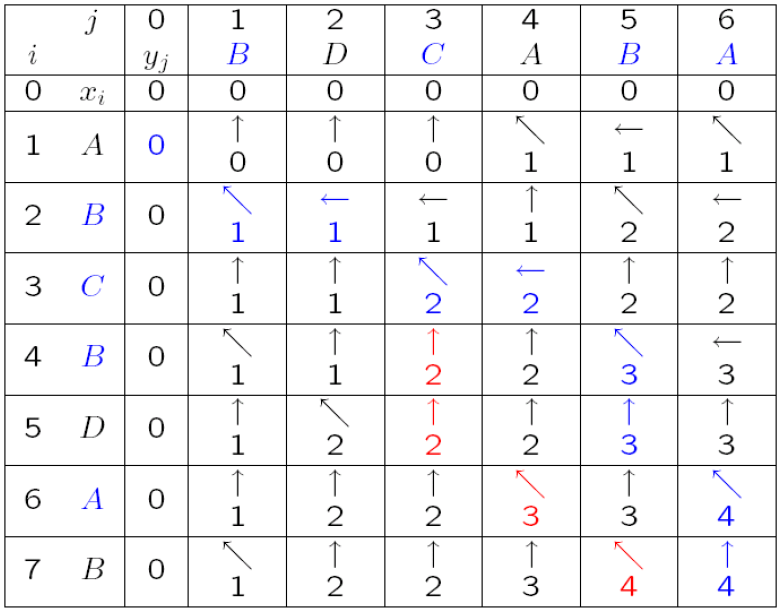 j 0 1 2 3 4 5 6
i y_j B D C A B A
0 x_i 0 0 0 0 0 0 0
↑ ↑ ↑ ↖ ← ↖
1 A 0 0 0 0 1 1 1
↖ ← ← ↑ ↖ ←
2 B 0 1 1 1 1 2 2
↑ ↑ ↖ ← ↑ ↑
3 C 0 1 1 2 2 2 2
↖ ↑ ↑ ↑ ↖ ←
4 B 0 1 1 2 2 3 3
↑ ↖ ↑ ↑ ↑ ↑
5 D 0 1 2 2 2 3 3
↑ ↑ ↑ ↖ ↑ ↖
6 A 0 1 2 2 3 3 4
↖ ↑ ↑ ↑ ↖ ↑
7 B 0 1 2 2 3 4 4